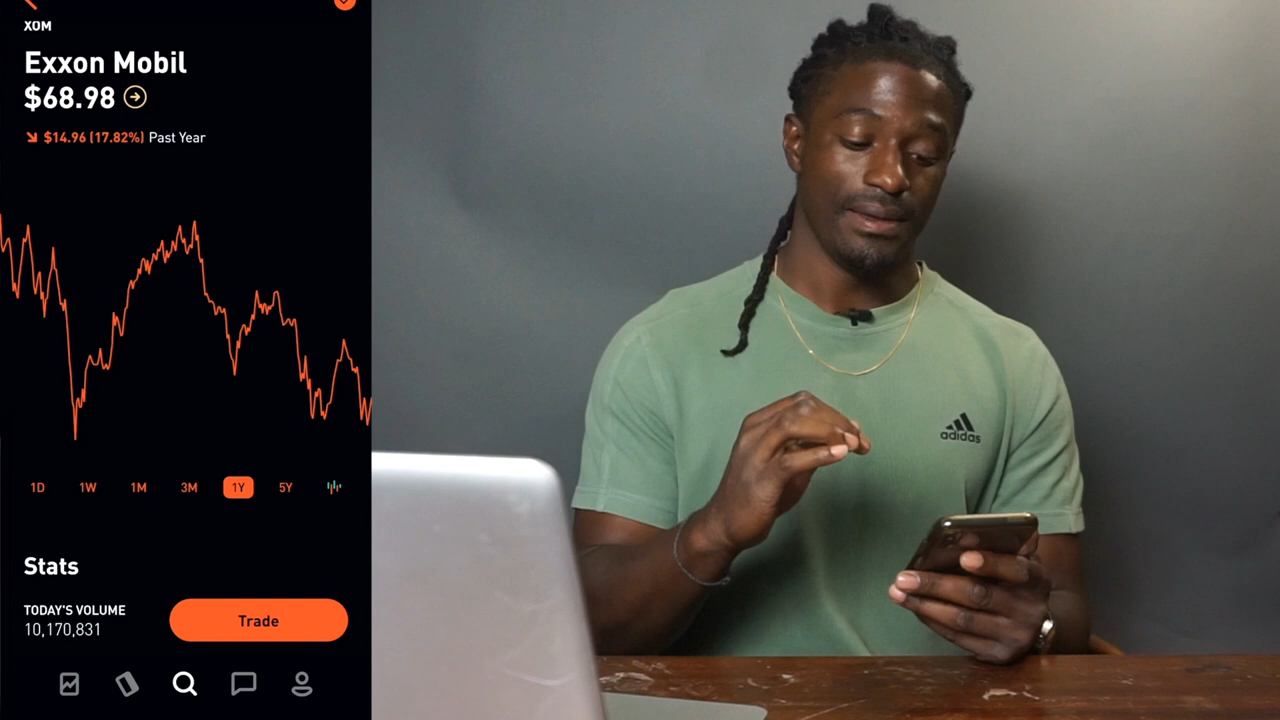 XOM
Exxon Mobil
$68.98
$14.96 (17.82%) Past Year
1D 1W 1M 3M 1Y 5Y
Stats
TODAY'S VOLUME
10,170,831
Trade
adidas